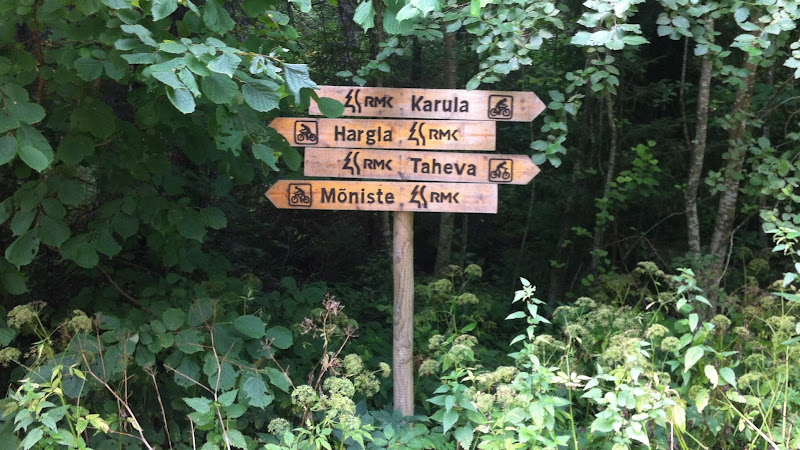 RMK Karula
Hargla RMK
RMK Taheva
Mõniste RMK